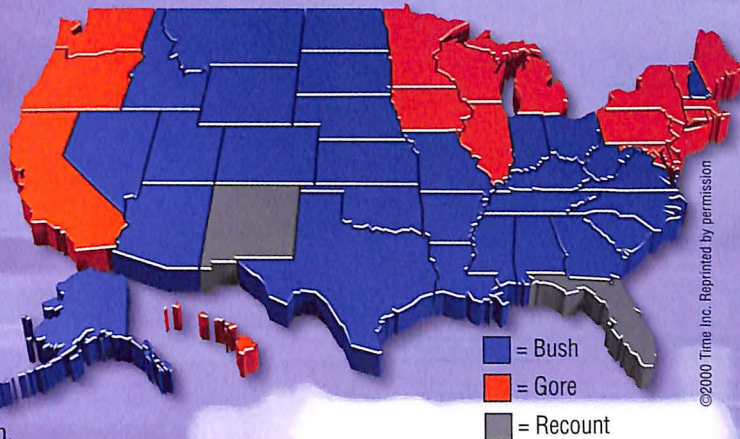 = Bush
= Gore
= Recount
©2000 Time Inc. Reprinted by permission